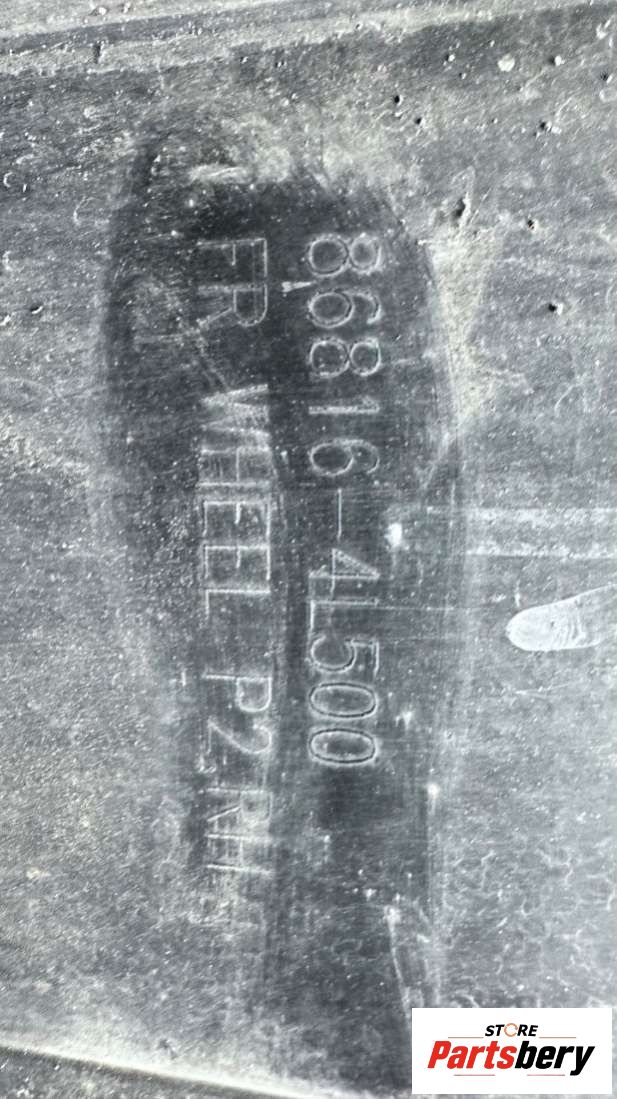 86816-4L500
FR WHEEL P2 RH
STORE
Partsbery